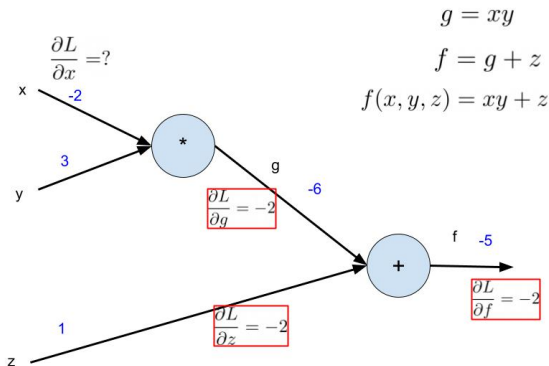 g = xy
∂L/∂x =?
f = g + z
x
-2
f(x, y, z) = xy + z
*
3
g
y
-6
∂L/∂g = −2
f
-5
+
1
∂L/∂z = −2
∂L/∂f = −2
z